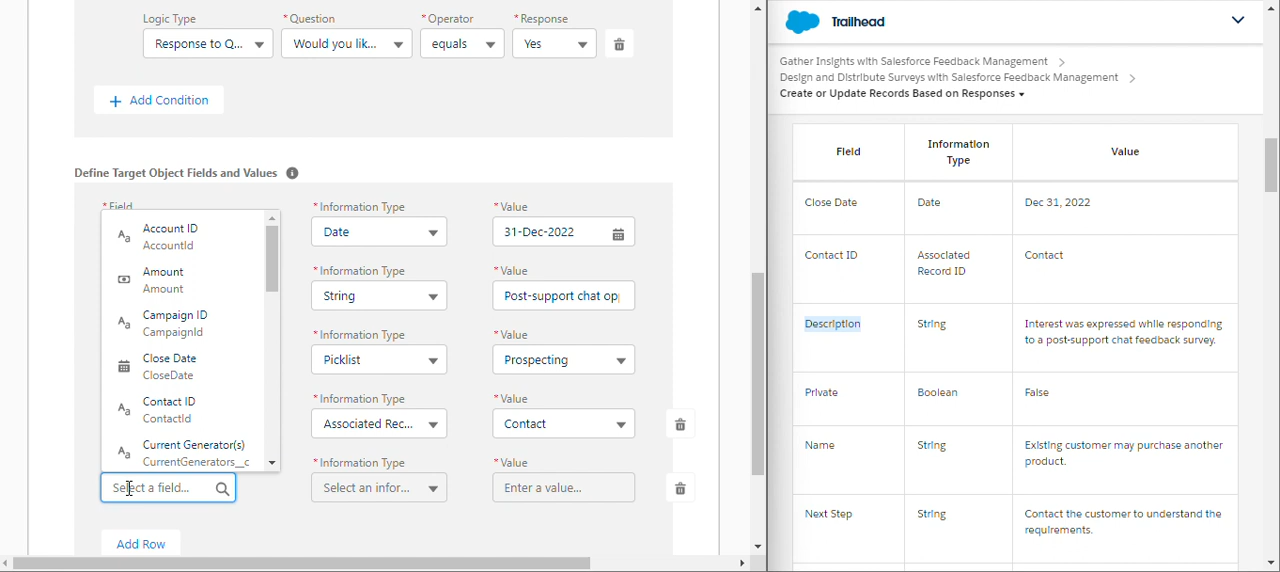 Logic Type
* Question
* Operator
* Response
Response to Q...
Would you lik...
equals
Yes
+ Add Condition
Define Target Object Fields and Values
* Field
* Information Type
* Value
Date
31-Dec-2022
* Information Type
* Value
String
Post-support chat op
* Information Type
* Value
Picklist
Prospecting
* Information Type
* Value
Associated Rec...
Contact
* Information Type
* Value
Select a field...
Select an infor...
Enter a value...
Account ID
AccountId
Amount
Amount
Campaign ID
CampaignId
Close Date
CloseDate
Contact ID
ContactId
Current Generator(s)
CurrentGenerators__c
Add Row
Trailhead
Gather Insights with Salesforce Feedback Management
Design and Distribute Surveys with Salesforce Feedback Management
Create or Update Records Based on Responses
Field
Information
Type
Value
Close Date
Date
Dec 31, 2022
Contact ID
Associated
Record ID
Contact
Description
String
Interest was expressed while responding
to a post-support chat feedback survey.
Private
Boolean
False
Name
String
Existing customer may purchase another
product.
Next Step
String
Contact the customer to understand the
requirements.